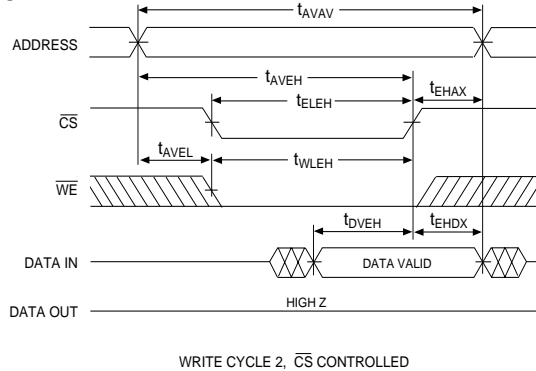 tAVAV
ADDRESS
tAVEH
tELEH
tEHAX
CS
tAVEL
tWLEH
WE
tDVEH
tEHDX
DATA IN
DATA VALID
DATA OUT
HIGH Z
WRITE CYCLE 2, CS CONTROLLED